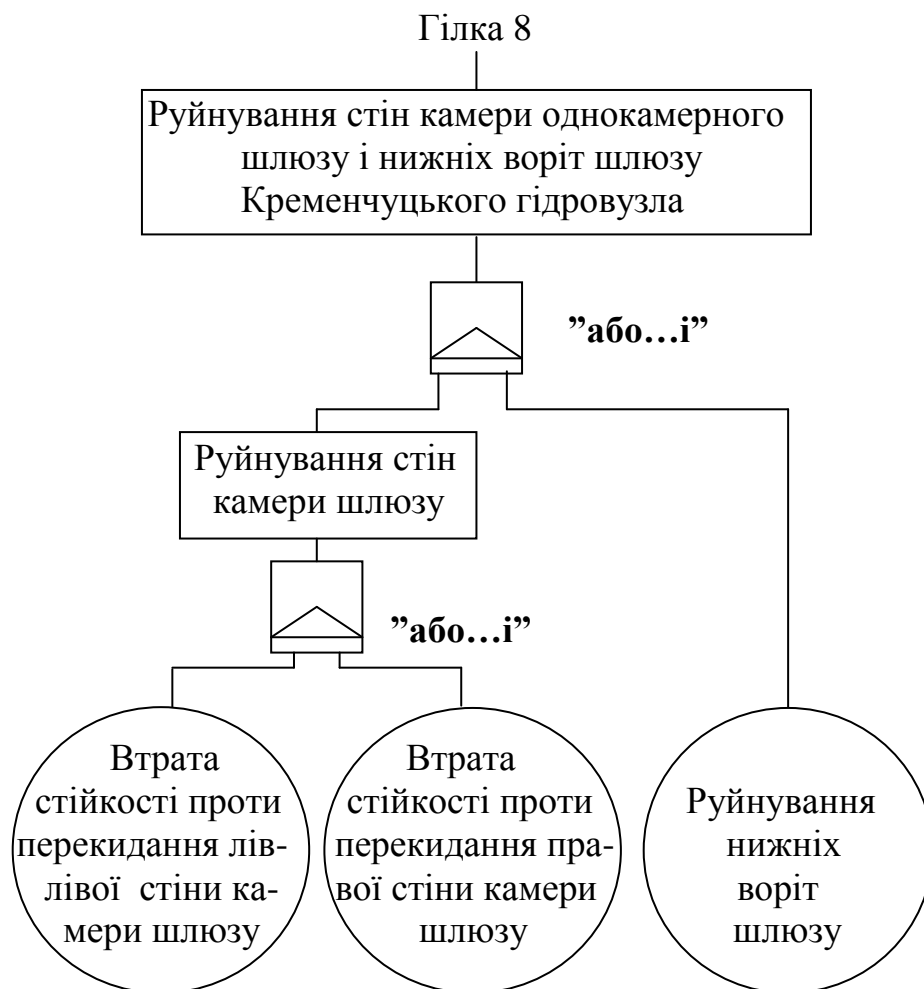 Гілка 8
Руйнування стін камери однокамерного
шлюзу і нижніх воріт шлюзу
Кременчуцького гідровузла
”або...і”
Руйнування стін
камери шлюзу
”або...і”
Втрата
стійкості проти
перекидання лів-
лівої стіни ка-
мери шлюзу
Втрата
стійкості проти
перекидання пра-
вої стіни камери
шлюзу
Руйнування
нижніх
воріт
шлюзу